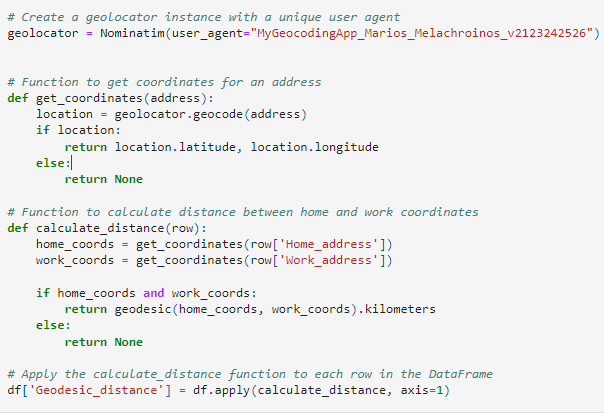 # Create a geolocator instance with a unique user agent
geolocator = Nominatim(user_agent="MyGeocodingApp_Marios_Melachroinos_v2123242526")
# Function to get coordinates for an address
def get_coordinates(address):
    location = geolocator.geocode(address)
    if location:
        return location.latitude, location.longitude
    else:
        return None
# Function to calculate distance between home and work coordinates
def calculate_distance(row):
    home_coords = get_coordinates(row['Home_address'])
    work_coords = get_coordinates(row['Work_address'])
    if home_coords and work_coords:
        return geodesic(home_coords, work_coords).kilometers
    else:
        return None
# Apply the calculate_distance function to each row in the DataFrame
df['Geodesic_distance'] = df.apply(calculate_distance, axis=1)